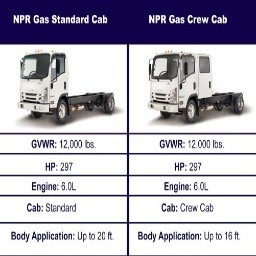 NPR Gas Standard Cab
NPR Gas Crew Cab
GVWR: 12,000 lbs.
GVWR: 12,000 lbs.
HP: 297
HP: 297
Engine: 6.0L
Engine: 6.0L
Cab: Standard
Cab: Crew Cab
Body Application: Up to 20 ft.
Body Application: Up to 16 ft.